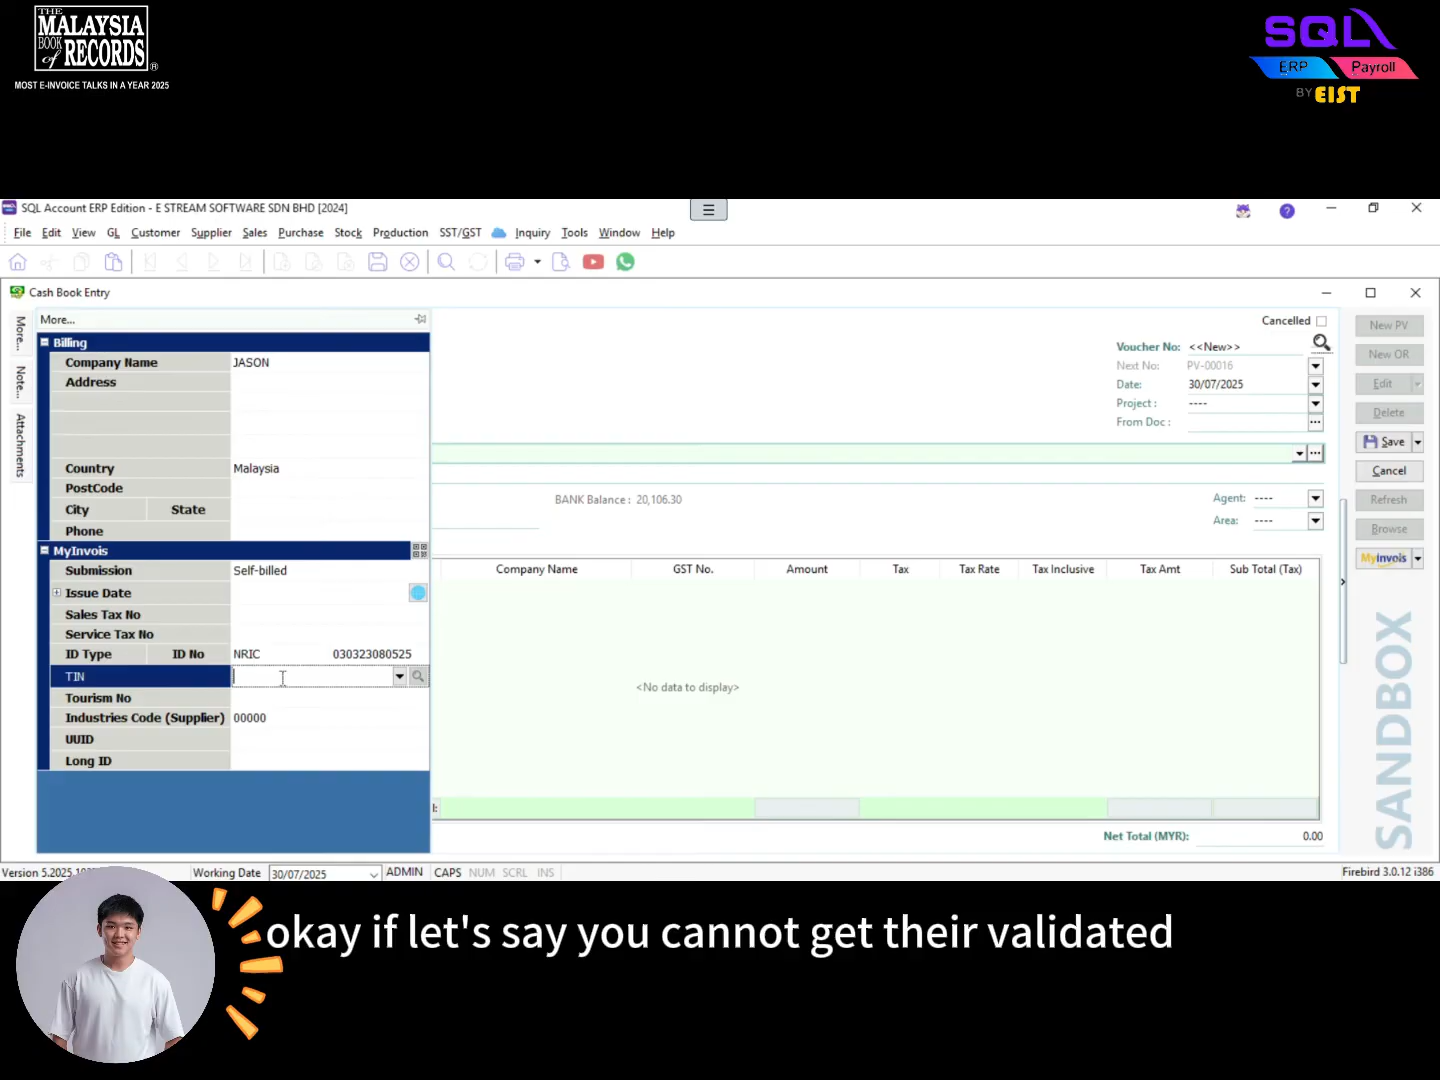 THE
MALAYSIA
BOOK of RECORDS®
MOST E-INVOICE TALKS IN A YEAR 2025
SQL
ERP Payroll
BY EIST
SQL Account ERP Edition - E STREAM SOFTWARE SDN BHD [2024]
File Edit View GL Customer Supplier Sales Purchase Stock Production SST/GST Inquiry Tools Window Help
Cash Book Entry
More...
Note...
Attachments
More...
Billing
Company Name JASON
Address
Country Malaysia
PostCode
City State
Phone
MyInvois
Submission Self-billed
Issue Date
Sales Tax No
Service Tax No
ID Type ID No NRIC 030323080525
TIN
Tourism No
Industries Code (Supplier) 00000
UUID
Long ID
Cancelled
Voucher No: <<New>>
Next No: PV-00016
Date: 30/07/2025
Project : ----
From Doc :
BANK Balance : 20,106.30
Agent: ----
Area: ----
Company Name GST No. Amount Tax Tax Rate Tax Inclusive Tax Amt Sub Total (Tax)
<No data to display>
Net Total (MYR): 0.00
New PV
New OR
Edit
Delete
Save
Cancel
Refresh
Browse
MyInvois
SANDBOX
Version 5.2025 Working Date 30/07/2025 ADMIN CAPS NUM SCRL INS Firebird 3.0.12 i386
okay if let's say you cannot get their validated